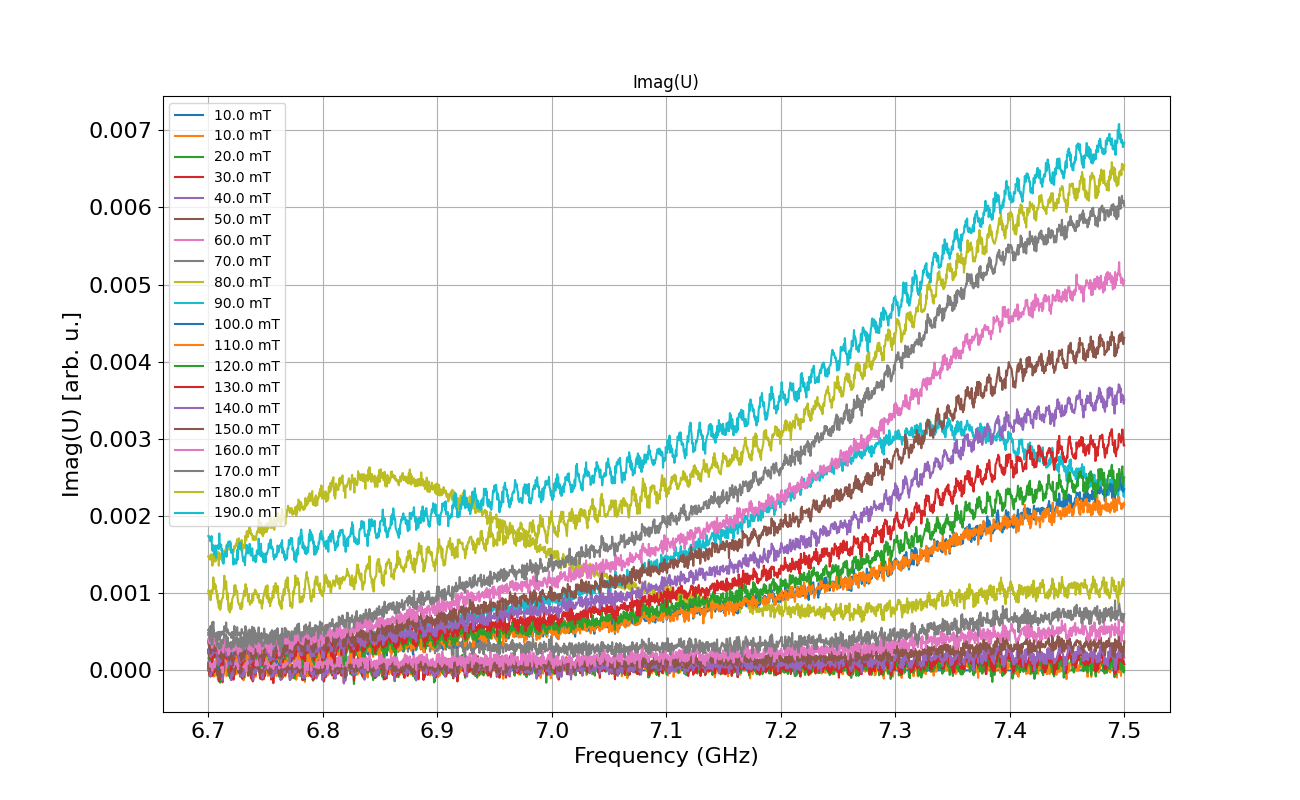 Imag(U)
0.007
0.006
0.005
0.004
0.003
0.002
0.001
0.000
Imag(U) [arb. u.]
10.0 mT
10.0 mT
20.0 mT
30.0 mT
40.0 mT
50.0 mT
60.0 mT
70.0 mT
80.0 mT
90.0 mT
100.0 mT
110.0 mT
120.0 mT
130.0 mT
140.0 mT
150.0 mT
160.0 mT
170.0 mT
180.0 mT
190.0 mT
6.7 6.8 6.9 7.0 7.1 7.2 7.3 7.4 7.5
Frequency (GHz)